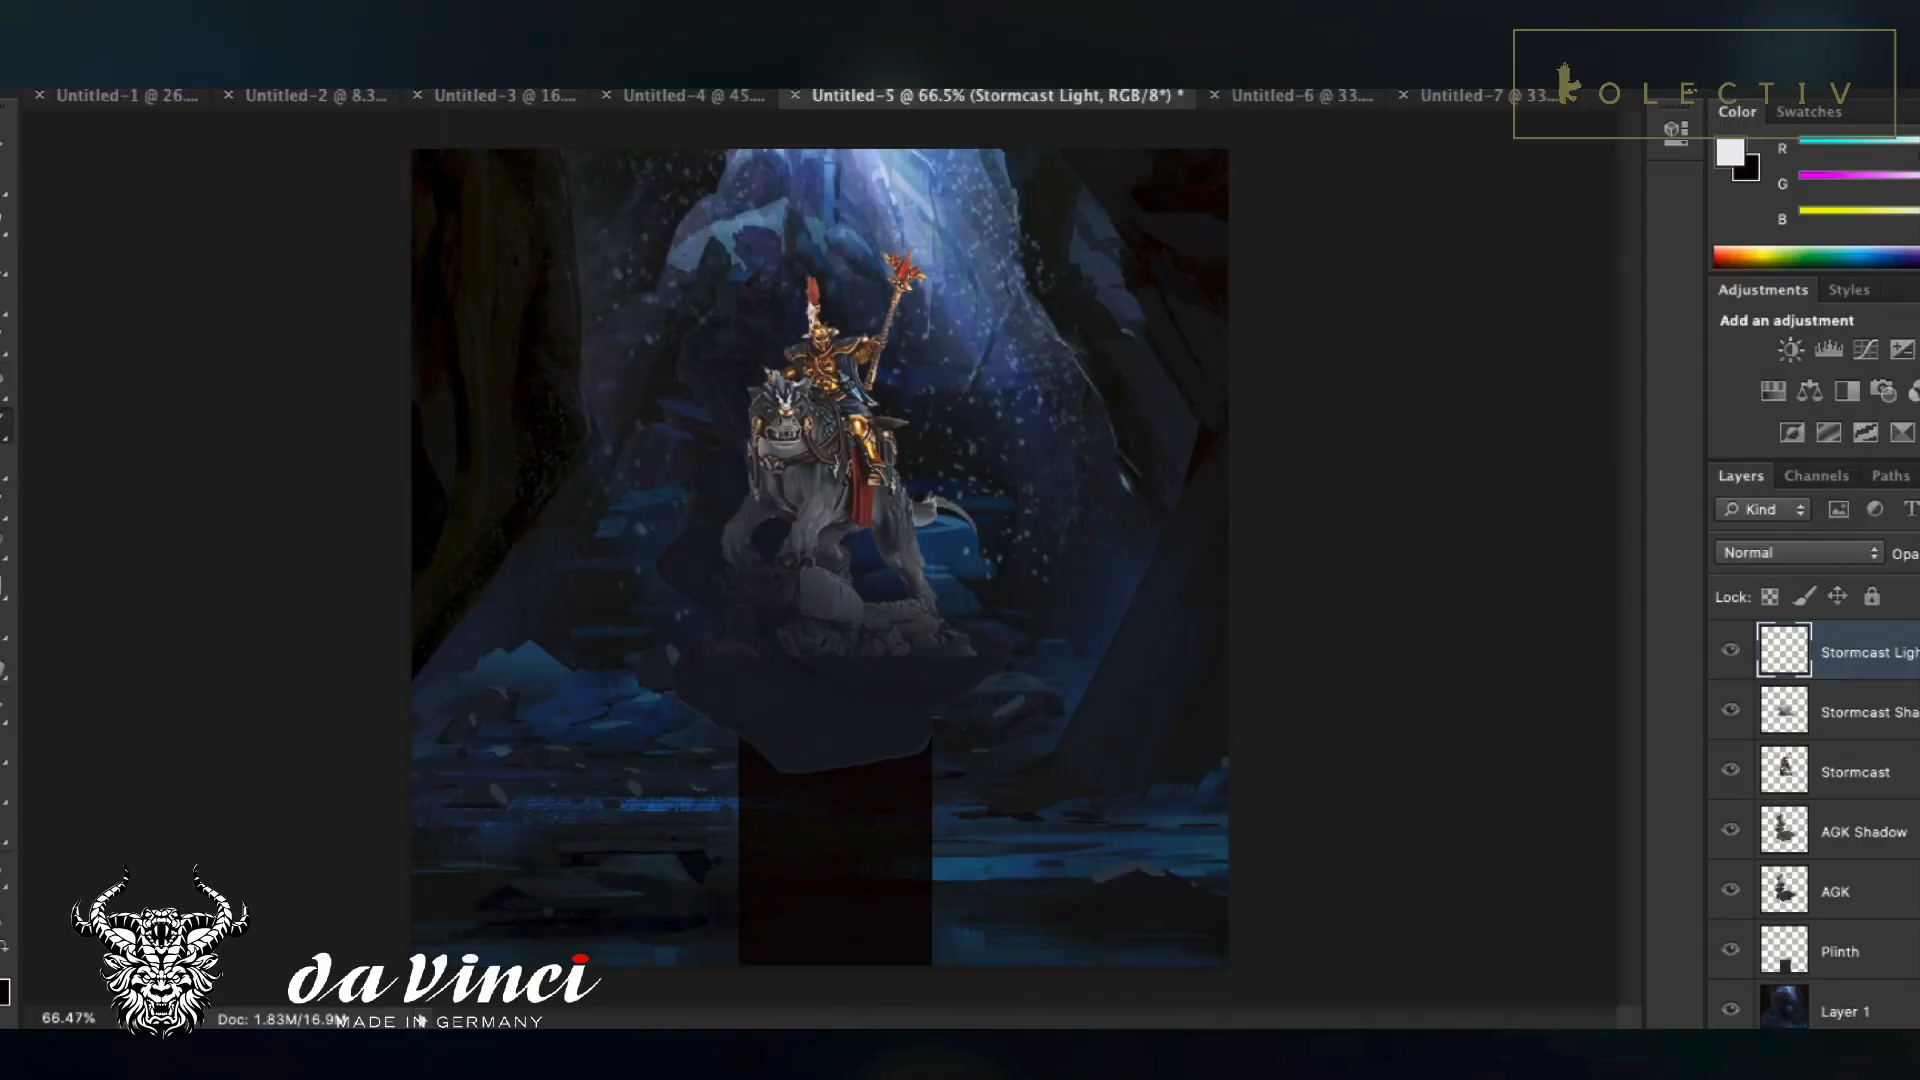 KOLECTIV
× Untitled-1 @ 26.... × Untitled-2 @ 8.3... × Untitled-3 @ 16.... × Untitled-4 @ 45.... × Untitled-5 @ 66.5% (Stormcast Light, RGB/8*) * × Untitled-6 @ 33.... × Untitled-7 @ 33....
Color Swatches
R
G
B
Adjustments Styles
Add an adjustment
Layers Channels Paths
Kind
Normal Opa
Lock:
Stormcast Ligh
Stormcast Sha
Stormcast
AGK Shadow
AGK
Plinth
Layer 1
da Vinci
MADE IN GERMANY
66.47% Doc: 1.83M/16.9M